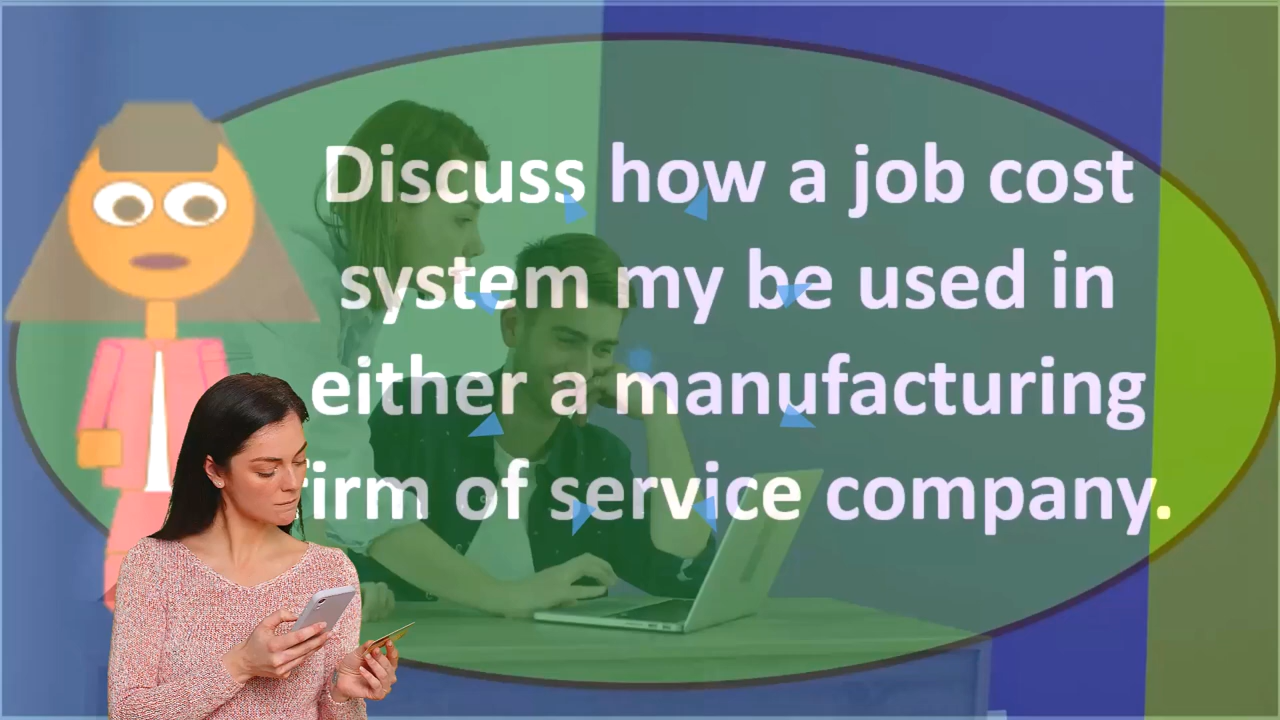 Discuss how a job cost
system my be used in
either a manufacturing
firm of service company.